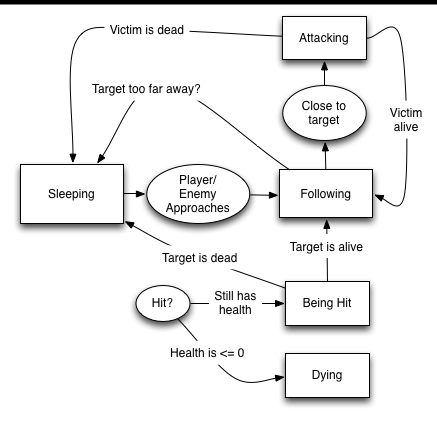 Victim is dead
Attacking
Target too far away?
Close to
target
Victim
alive
Sleeping
Player/
Enemy
Approaches
Following
Target is alive
Target is dead
Hit?
Still has
health
Being Hit
Health is <= 0
Dying